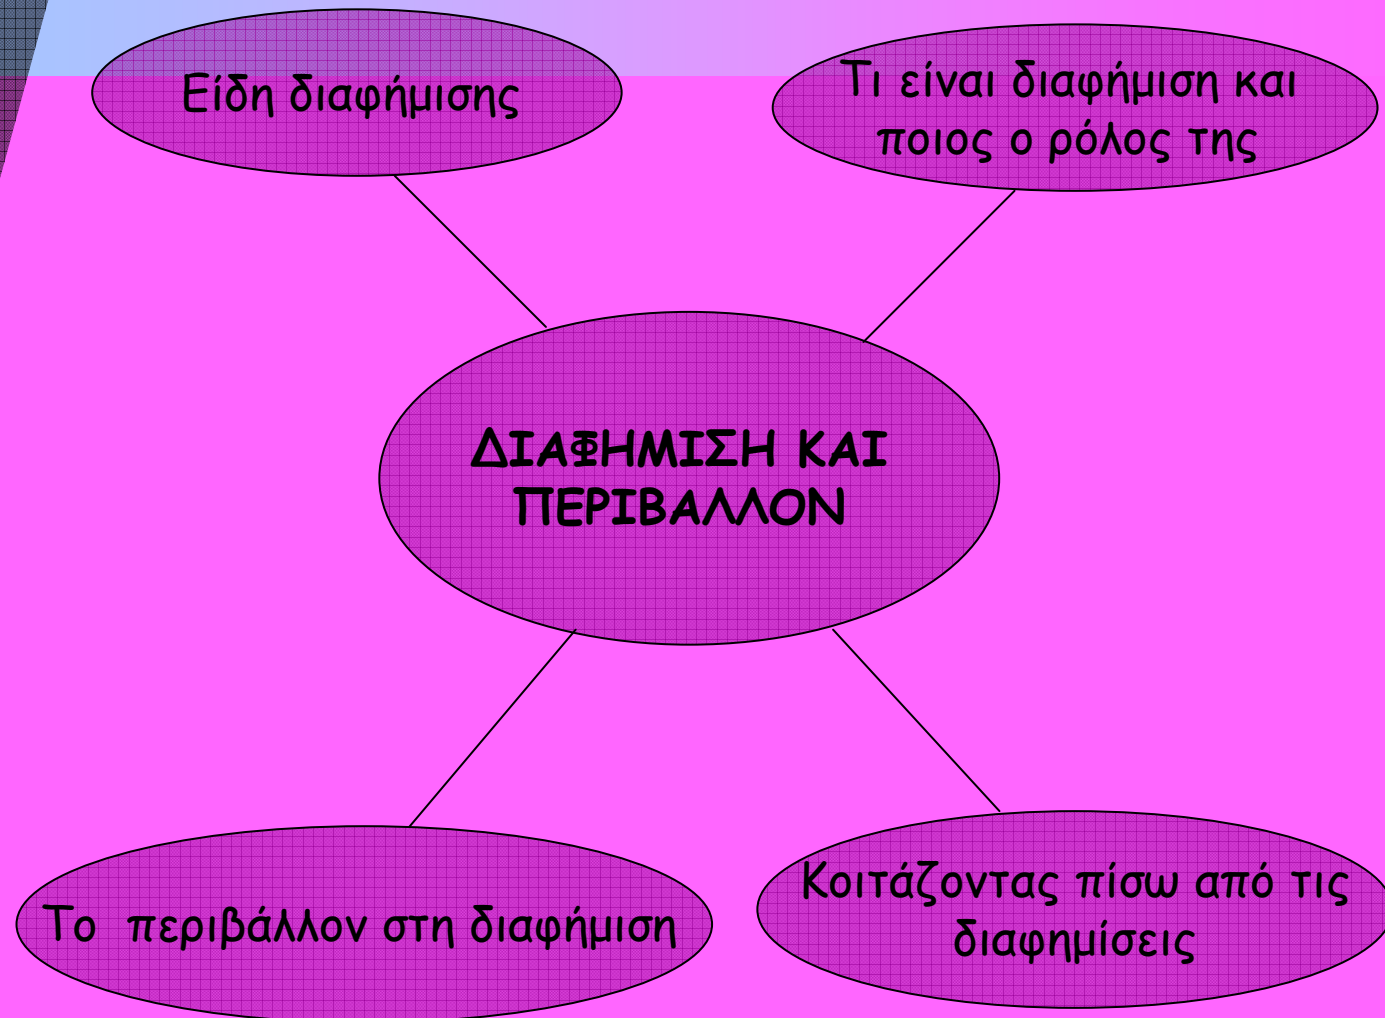 Είδη διαφήμισης
Τι είναι διαφήμιση και
ποιος ο ρόλος της
ΔΙΑΦΗΜΙΣΗ ΚΑΙ
ΠΕΡΙΒΑΛΛΟΝ
Το περιβάλλον στη διαφήμιση
Κοιτάζοντας πίσω από τις
διαφημίσεις